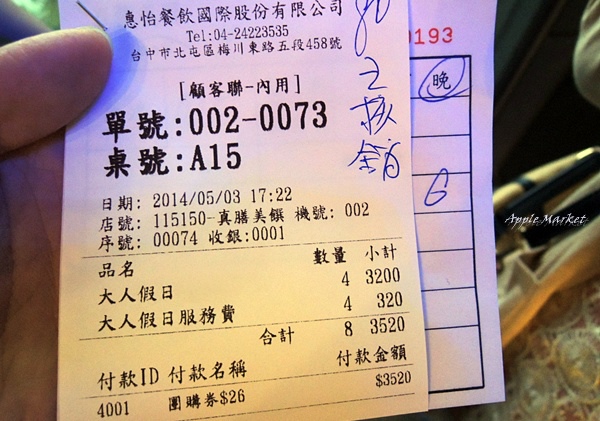 惠怡餐飲國際股份有限公司
Tel:04-24223535
台中市北屯區梅川東路五段458號
[顧客聯-內用]
單號:002-0073
桌號:A15
日期: 2014/05/03 17:22
店號: 115150-真膳美饌 機號: 002
序號: 00074 收銀:0001
品名 數量 小計
大人假日 4 3200
大人假日服務費 4 320
合計 8 3520
付款ID 付款名稱 付款金額
4001 團購券$26 $3520
0193
晚
6
Apple Market